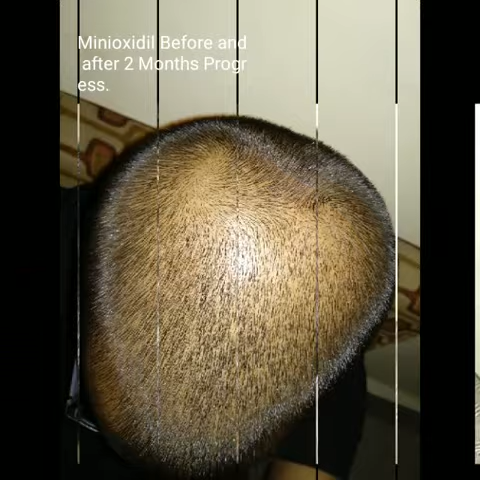 Minioxidil Before and
after 2 Months Progr
ess.